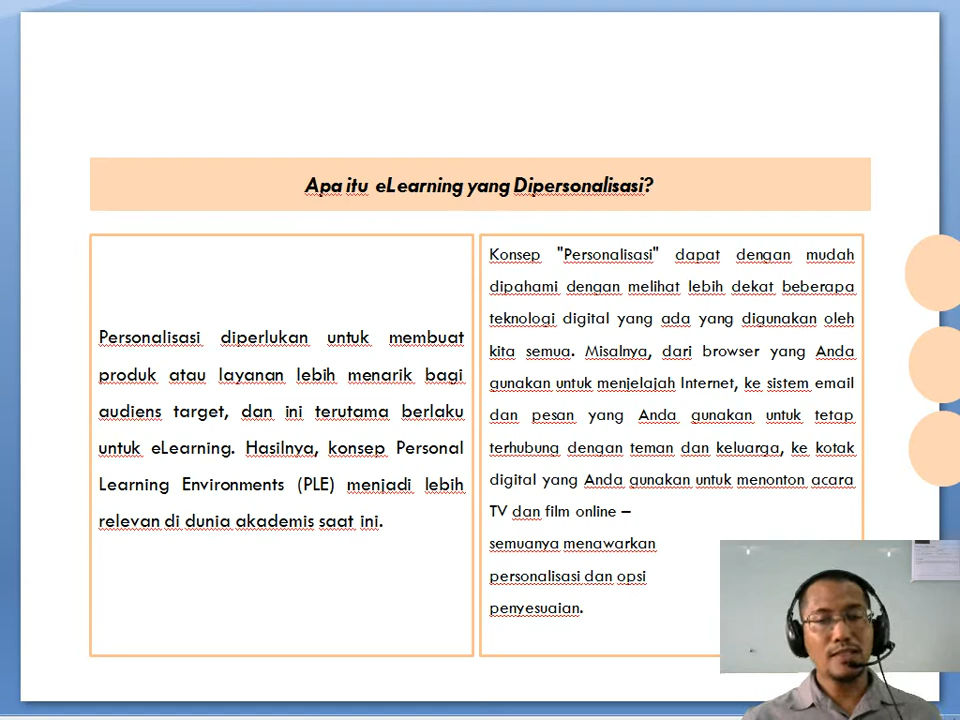 Apa itu eLearning yang Dipersonalisasi?
Personalisasi diperlukan untuk membuat
produk atau layanan lebih menarik bagi
audiens target, dan ini terutama berlaku
untuk eLearning. Hasilnya, konsep Personal
Learning Environments (PLE) menjadi lebih
relevan di dunia akademis saat ini.
Konsep "Personalisasi" dapat dengan mudah
dipahami dengan melihat lebih dekat beberapa
teknologi digital yang ada yang digunakan oleh
kita semua. Misalnya, dari browser yang Anda
gunakan untuk menjelajah Internet, ke sistem email
dan pesan yang Anda gunakan untuk tetap
terhubung dengan teman dan keluarga, ke kotak
digital yang Anda gunakan untuk menonton acara
TV dan film online –
semuanya menawarkan
personalisasi dan opsi
penyesuaian.